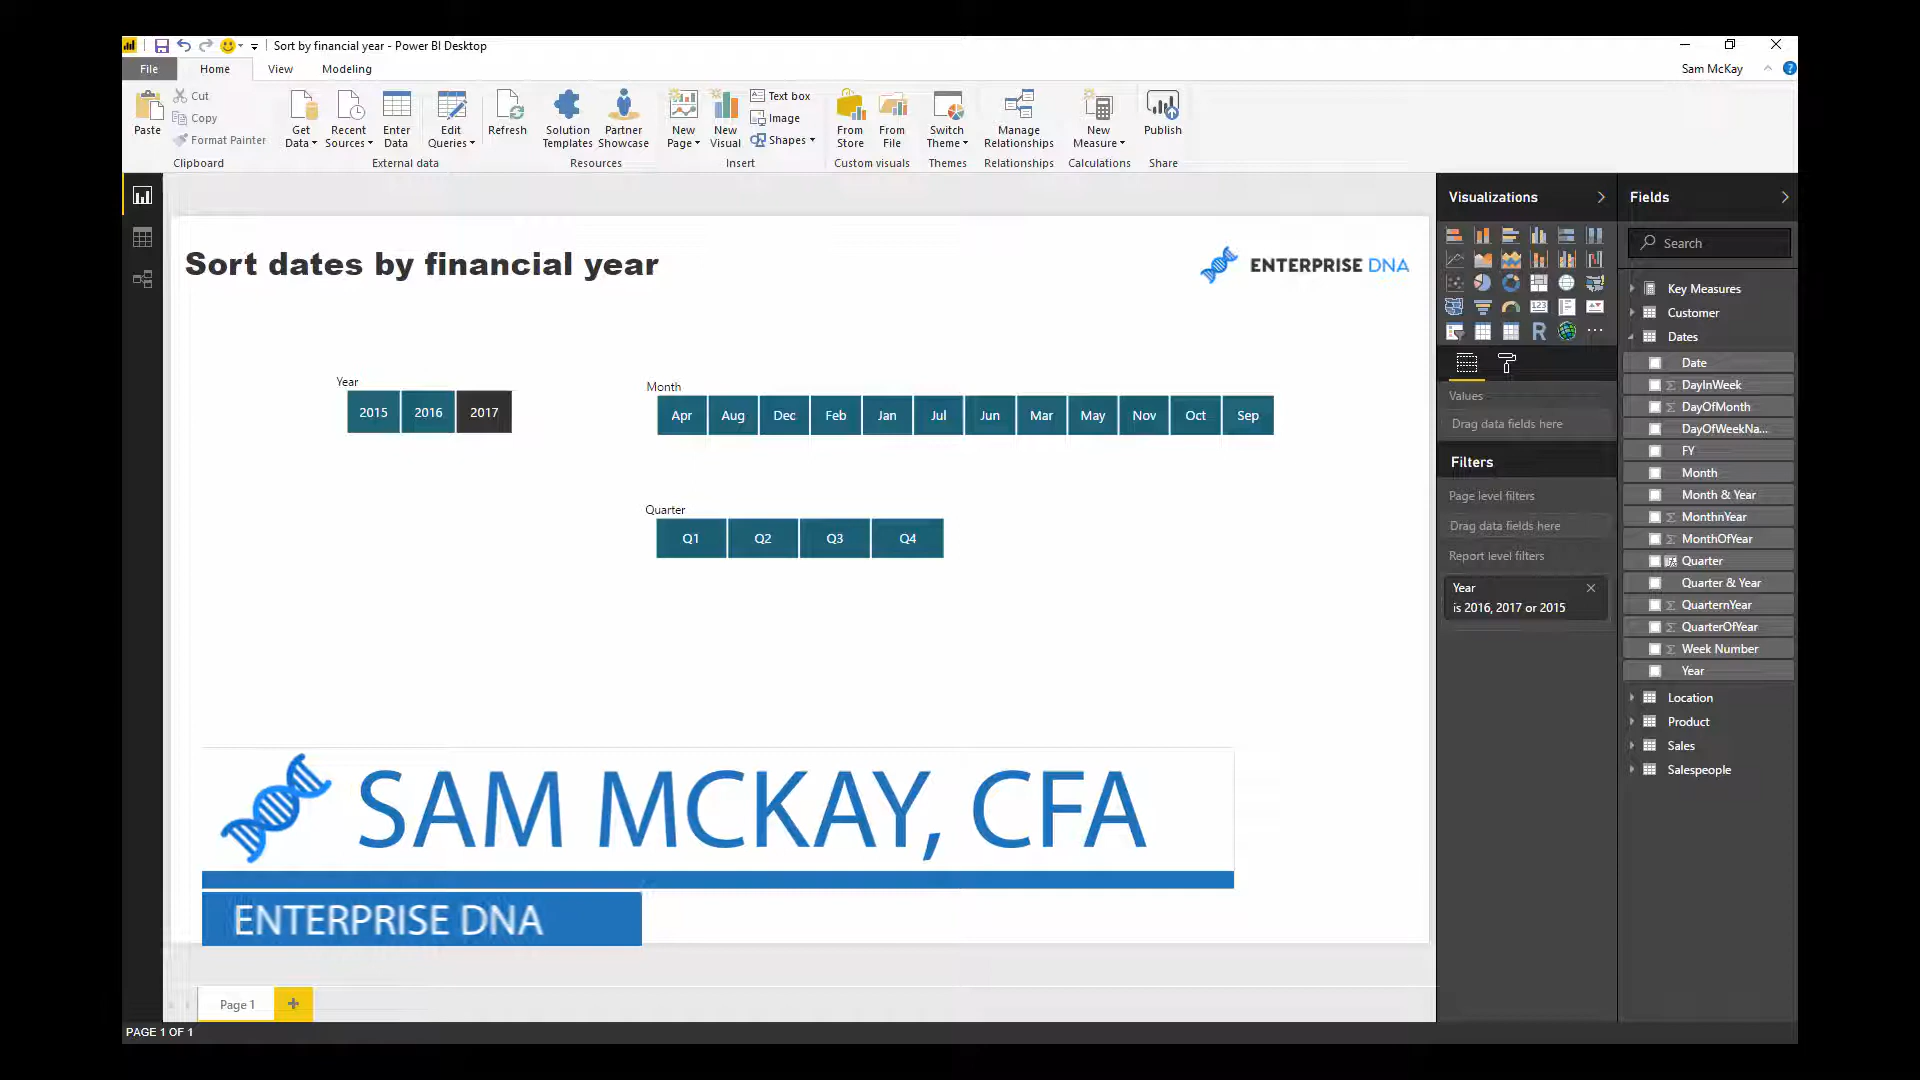 Sort by financial year - Power BI Desktop
File Home View Modeling Sam McKay
Paste
Cut
Copy
Format Painter
Clipboard
Get Data
Recent Sources
Enter Data
Edit Queries
External data
Refresh
Solution Templates
Partner Showcase
Resources
New Page
New Visual
Text box
Image
Shapes
Insert
From Store
From File
Custom visuals
Switch Theme
Themes
Manage Relationships
Relationships
New Measure
Calculations
Publish
Share
Sort dates by financial year
ENTERPRISE DNA
Year
2015 2016 2017
Month
Apr Aug Dec Feb Jan Jul Jun Mar May Nov Oct Sep
Quarter
Q1 Q2 Q3 Q4
SAM MCKAY, CFA
ENTERPRISE DNA
Page 1
PAGE 1 OF 1
Visualizations
123
R
Values
Drag data fields here
Filters
Page level filters
Drag data fields here
Report level filters
Year
is 2016, 2017 or 2015
Fields
Search
Key Measures
Customer
Dates
Date
DayInWeek
DayOfMonth
DayOfWeekNa...
FY
Month
Month & Year
MonthnYear
MonthOfYear
Quarter
Quarter & Year
QuarternYear
QuarterOfYear
Week Number
Year
Location
Product
Sales
Salespeople